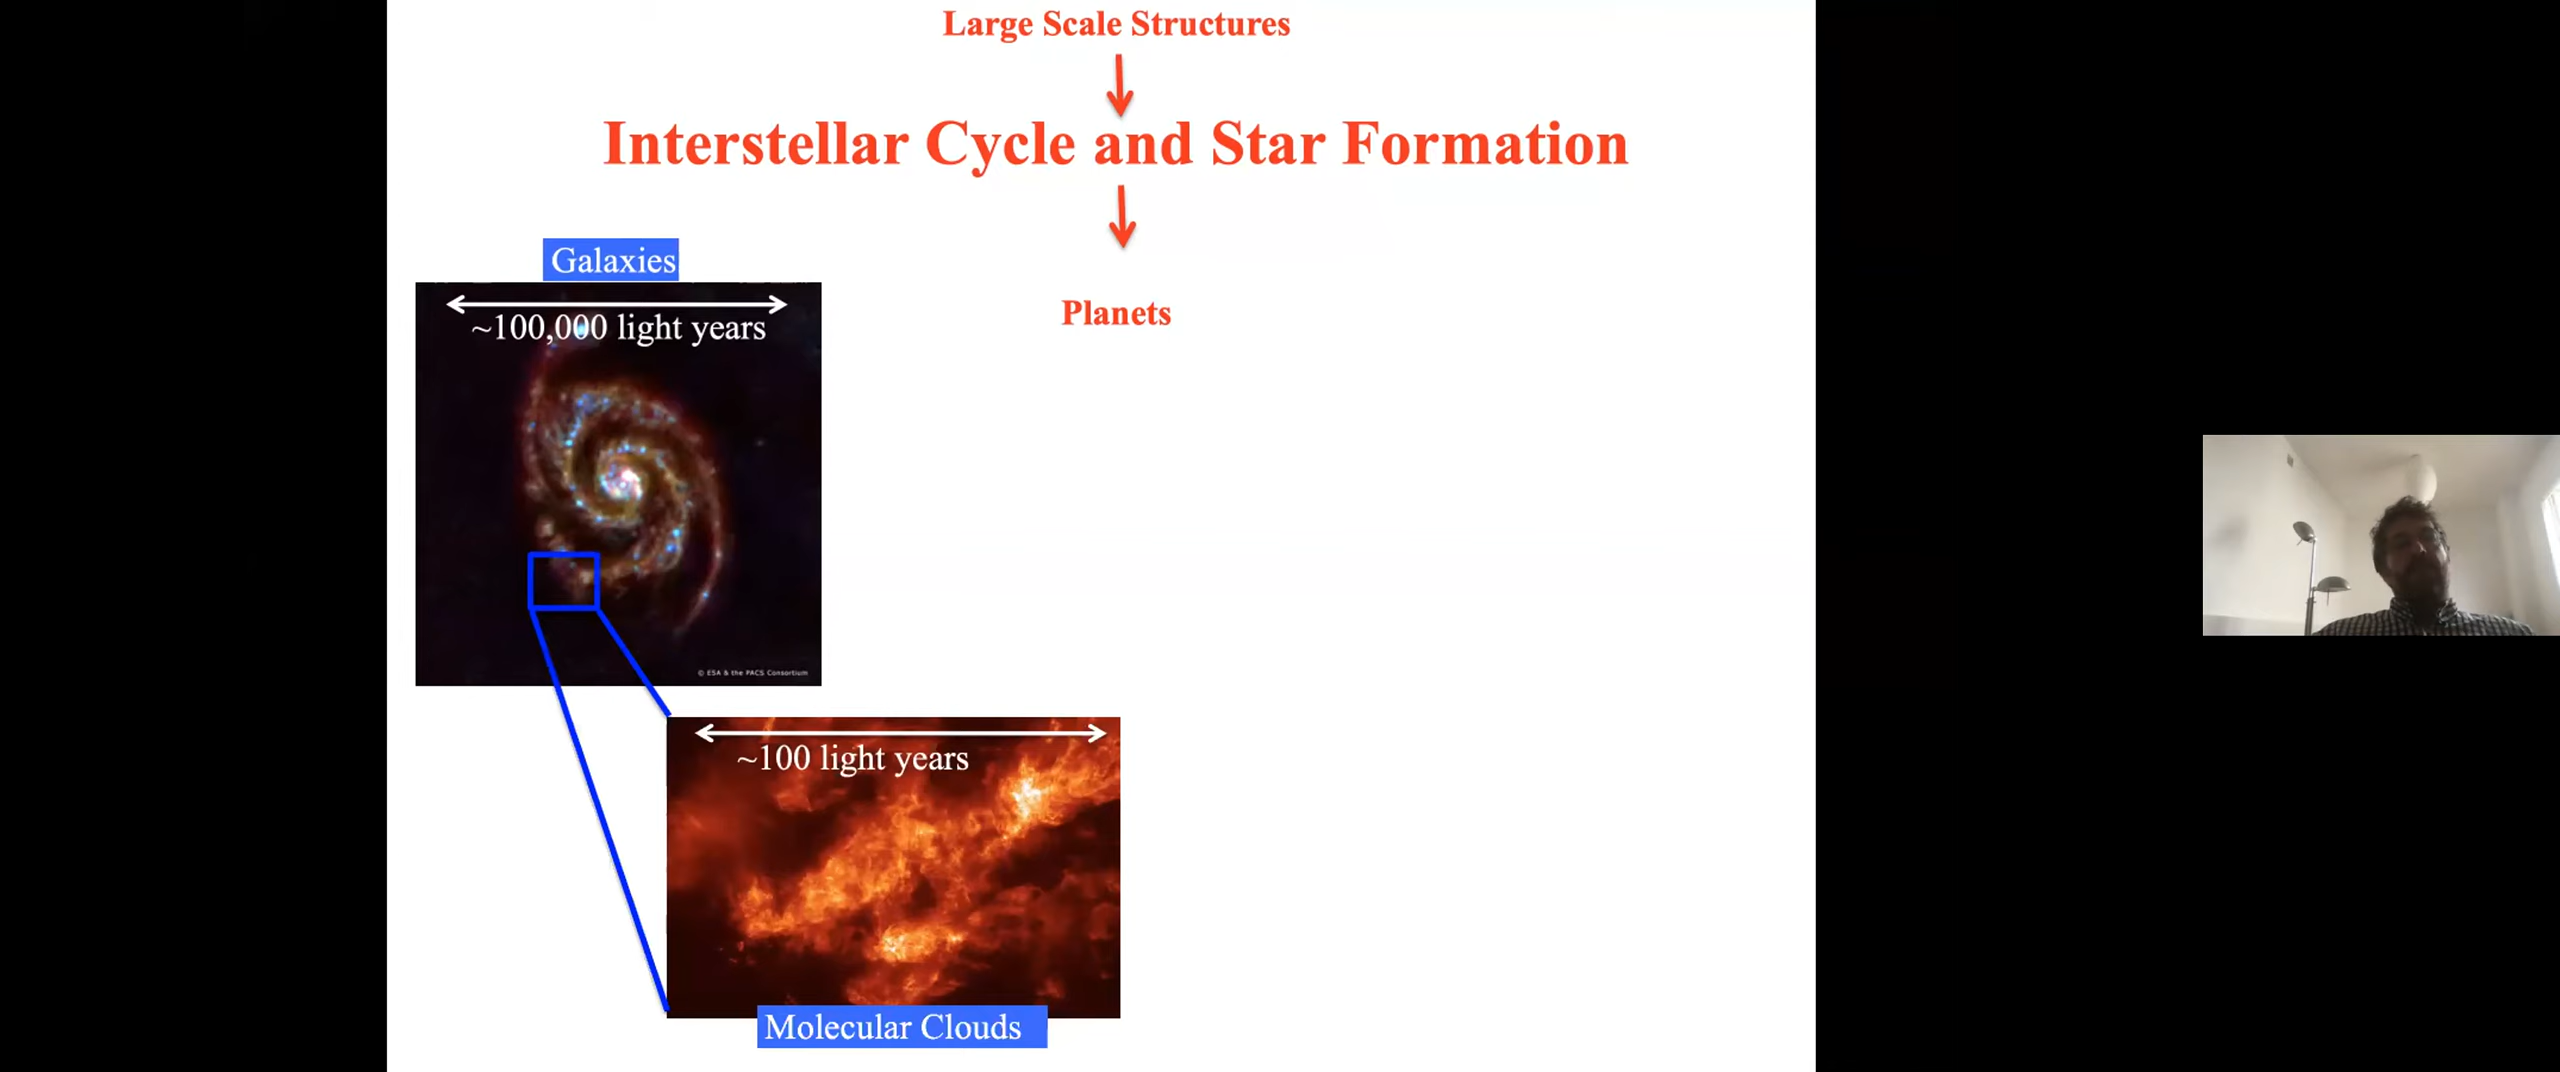 Large Scale Structures
Interstellar Cycle and Star Formation
Planets
Galaxies
~100,000 light years
© ESA & the PACS Consortium
~100 light years
Molecular Clouds